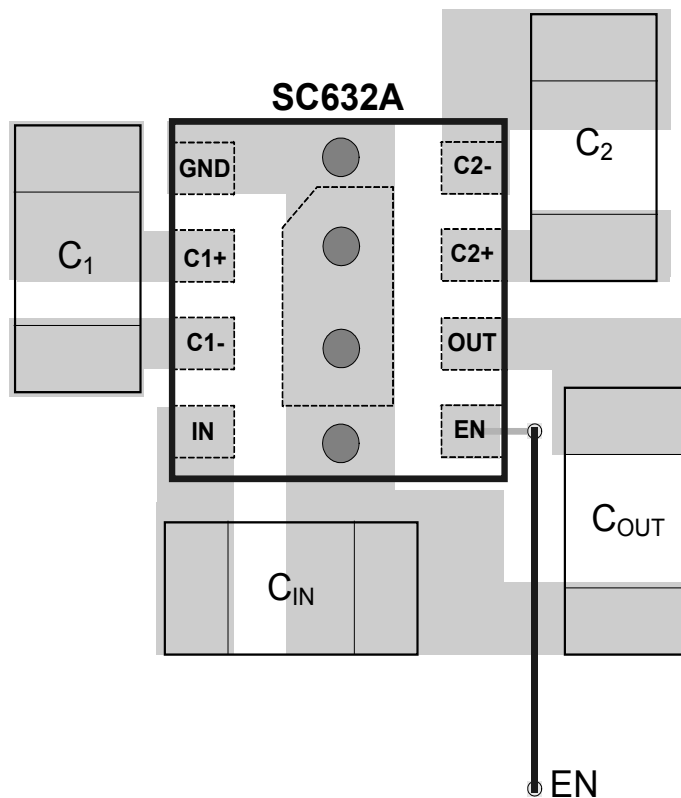 SC632A
GND
C2-
C2
C1
C1+
C2+
C1-
OUT
IN
EN
COUT
CIN
EN